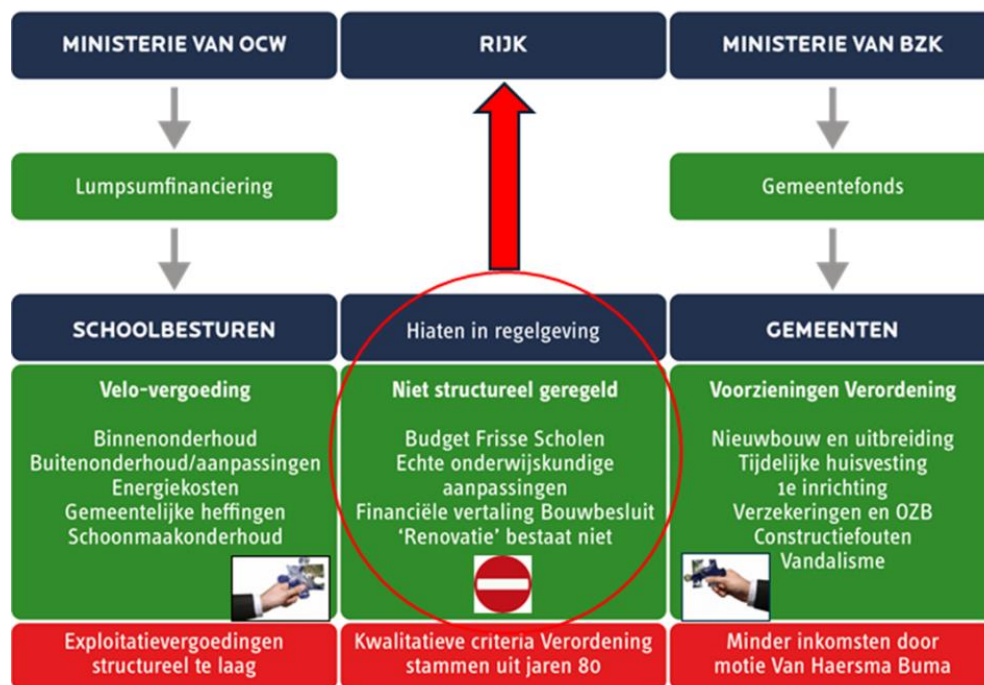 MINISTERIE VAN OCW
RIJK
MINISTERIE VAN BZK
Lumpsumfinanciering
Gemeentefonds
SCHOOLBESTUREN
Hiaten in regelgeving
GEMEENTEN
Velo-vergoeding
Binnenonderhoud
Buitenonderhoud/aanpassingen
Energiekosten
Gemeentelijke heffingen
Schoonmaakonderhoud
Niet structureel geregeld
Budget Frisse Scholen
Echte onderwijskundige
aanpassingen
Financiële vertaling Bouwbesluit
‘Renovatie’ bestaat niet
Voorzieningen Verordening
Nieuwbouw en uitbreiding
Tijdelijke huisvesting
1e inrichting
Verzekeringen en OZB
Constructiefouten
Vandalisme
Exploitatievergoedingen
structureel te laag
Kwalitatieve criteria Verordening
stammen uit jaren 80
Minder inkomsten door
motie Van Haersma Buma